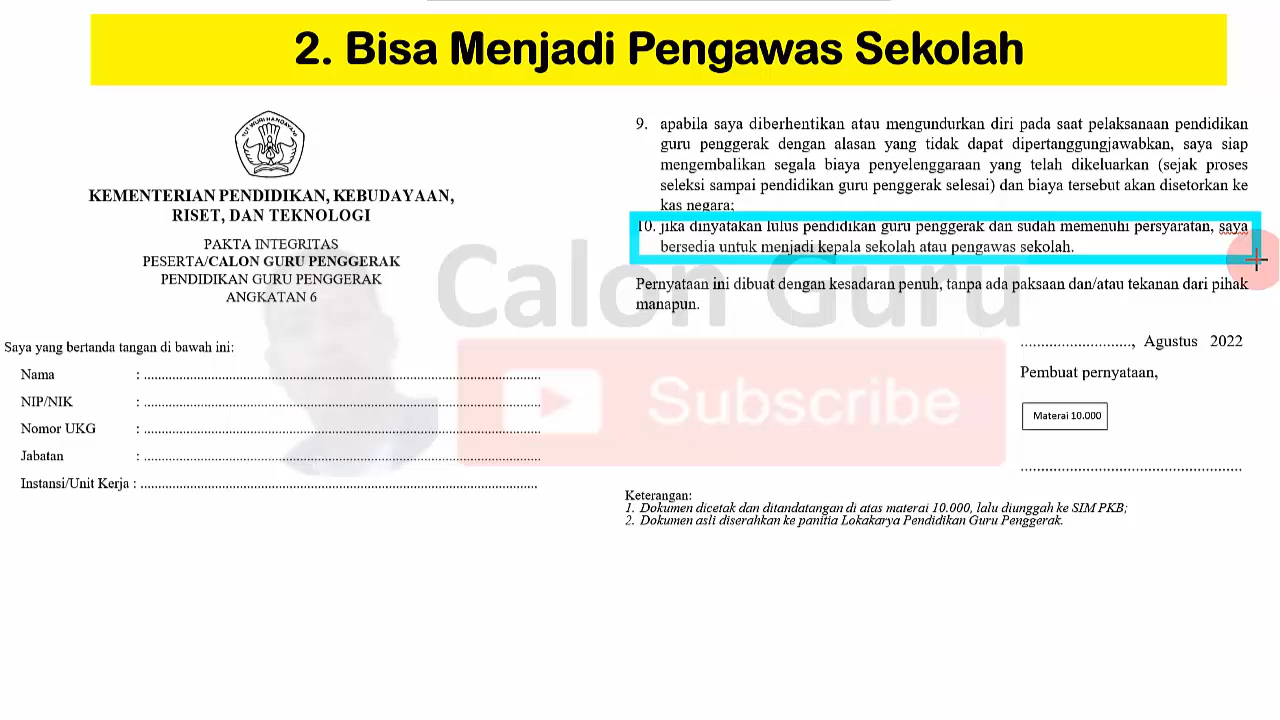 2. Bisa Menjadi Pengawas Sekolah
TUT WURI HANDAYANI
KEMENTERIAN PENDIDIKAN, KEBUDAYAAN,
RISET, DAN TEKNOLOGI
PAKTA INTEGRITAS
PESERTA/CALON GURU PENGGERAK
PENDIDIKAN GURU PENGGERAK
ANGKATAN 6
Saya yang bertanda tangan di bawah ini:
Nama : ........................................................................................................
NIP/NIK : ........................................................................................................
Nomor UKG : ........................................................................................................
Jabatan : ........................................................................................................
Instansi/Unit Kerja : ........................................................................................................
9. apabila saya diberhentikan atau mengundurkan diri pada saat pelaksanaan pendidikan
guru penggerak dengan alasan yang tidak dapat dipertanggungjawabkan, saya siap
mengembalikan segala biaya penyelenggaraan yang telah dikeluarkan (sejak proses
seleksi sampai pendidikan guru penggerak selesai) dan biaya tersebut akan disetorkan ke
kas negara;
10. jika dinyatakan lulus pendidikan guru penggerak dan sudah memenuhi persyaratan, saya
bersedia untuk menjadi kepala sekolah atau pengawas sekolah.
Pernyataan ini dibuat dengan kesadaran penuh, tanpa ada paksaan dan/atau tekanan dari pihak
manapun.
.........................., Agustus 2022
Pembuat pernyataan,
Materai 10.000
....................................................
Keterangan:
1. Dokumen dicetak dan ditandatangan di atas materai 10.000, lalu diunggah ke SIM PKB;
2. Dokumen asli diserahkan ke panitia Lokakarya Pendidikan Guru Penggerak.
Calon Guru
Subscribe